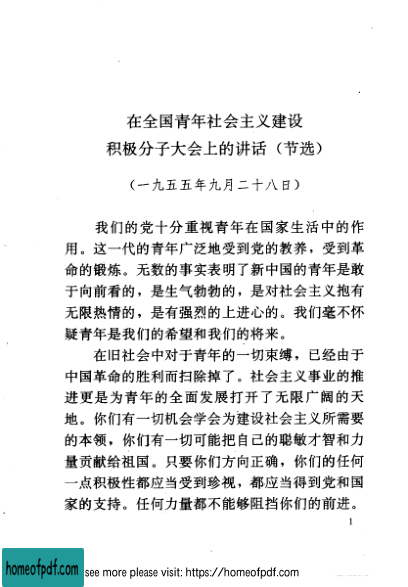 在全国青年社会主义建设
积极分子大会上的讲话（节选）
（一九五五年九月二十八日）
我们的党十分重视青年在国家生活中的作
用。这一代的青年广泛地受到党的教养，受到革
命的锻炼。无数的事实表明了新中国的青年是敢
于向前看的，是生气勃勃的，是对社会主义抱有
无限热情的，是有强烈的上进心的。我们毫不怀
疑青年是我们的希望和我们的将来。
在旧社会中对于青年的一切束缚，已经由于
中国革命的胜利而扫除掉了。社会主义事业的推
进更是为青年的全面发展打开了无限广阔的天
地。你们有一切机会学会为建设社会主义所需要
的本领，你们有一切可能把自己的聪敏才智和力
量贡献给祖国。只要你们方向正确，你们的任何
一点积极性都应当受到珍视，都应当得到党和国
家的支持。任何力量都不能够阻挡你们的前进。
1
homeofpdf.com
see more please visit: https://homeofpdf.com